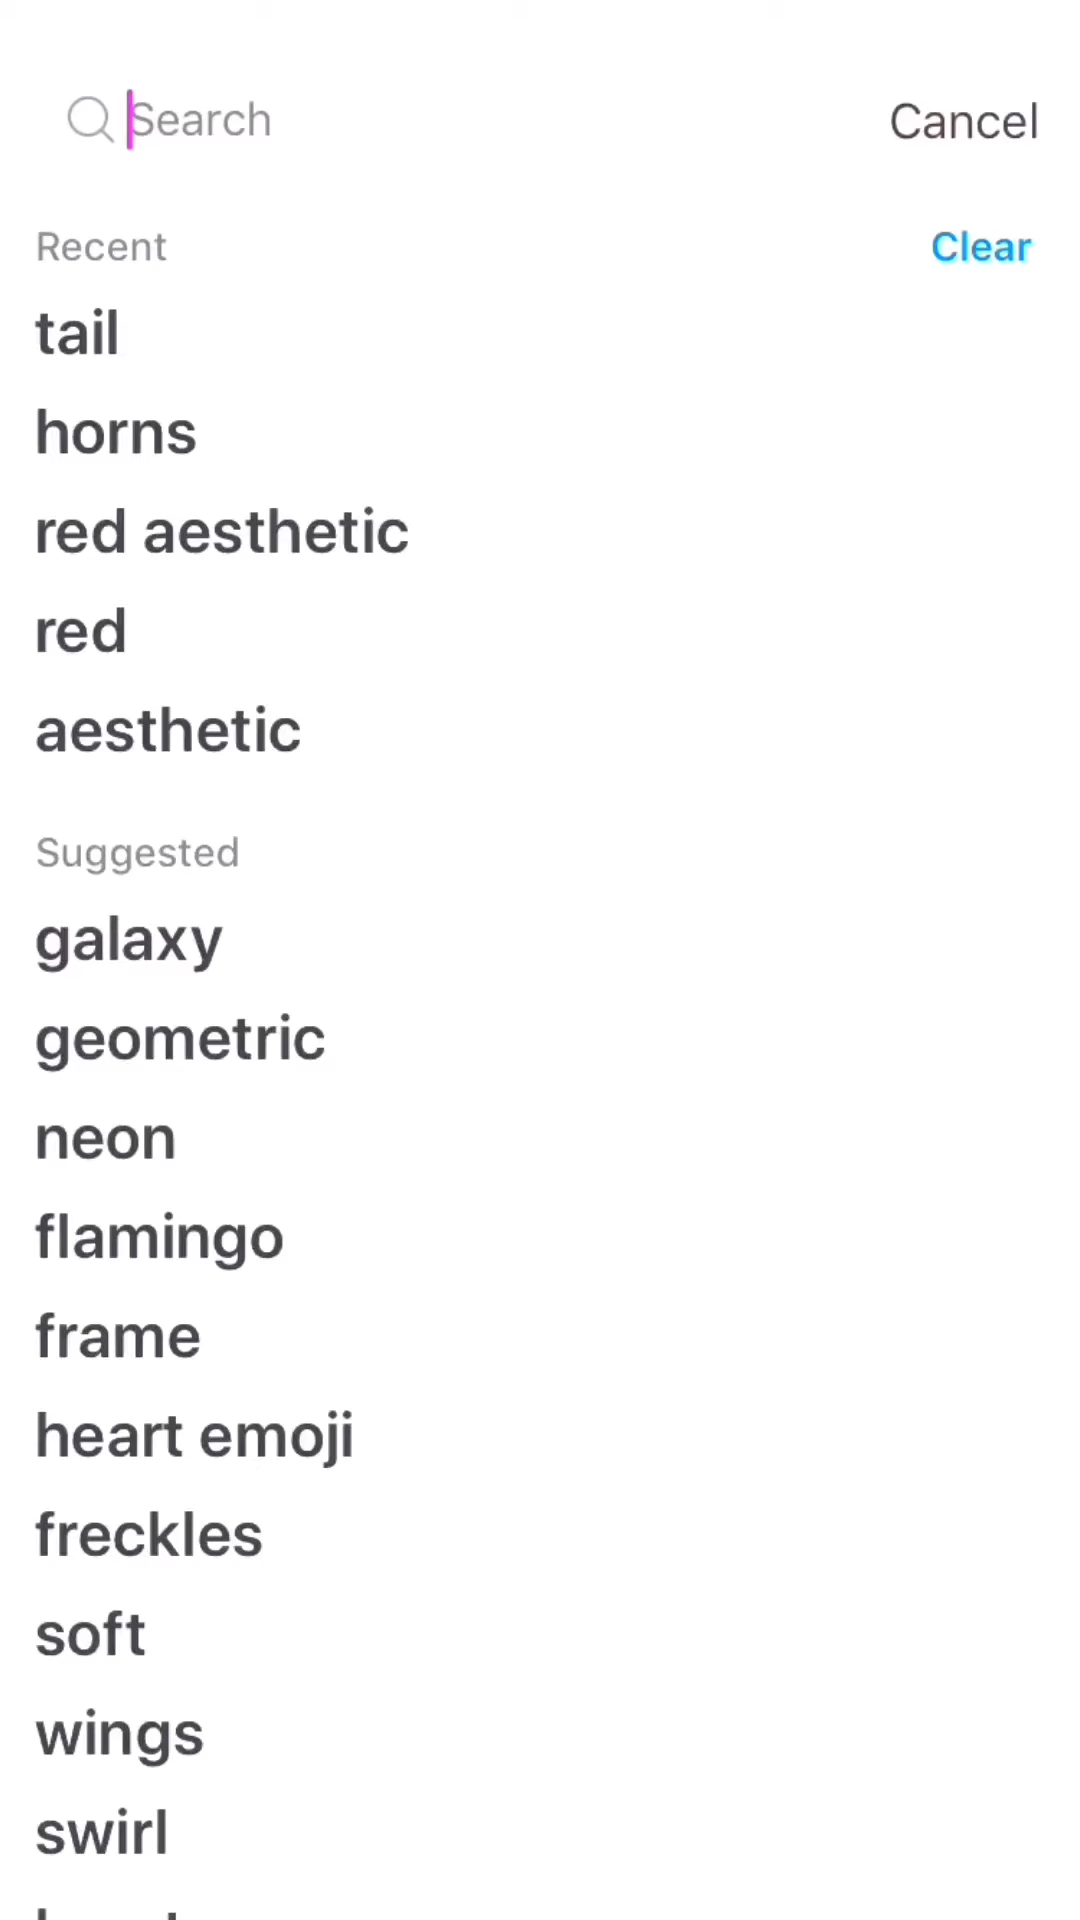 Search
Cancel
Recent
Clear
tail
horns
red aesthetic
red
aesthetic
Suggested
galaxy
geometric
neon
flamingo
frame
heart emoji
freckles
soft
wings
swirl